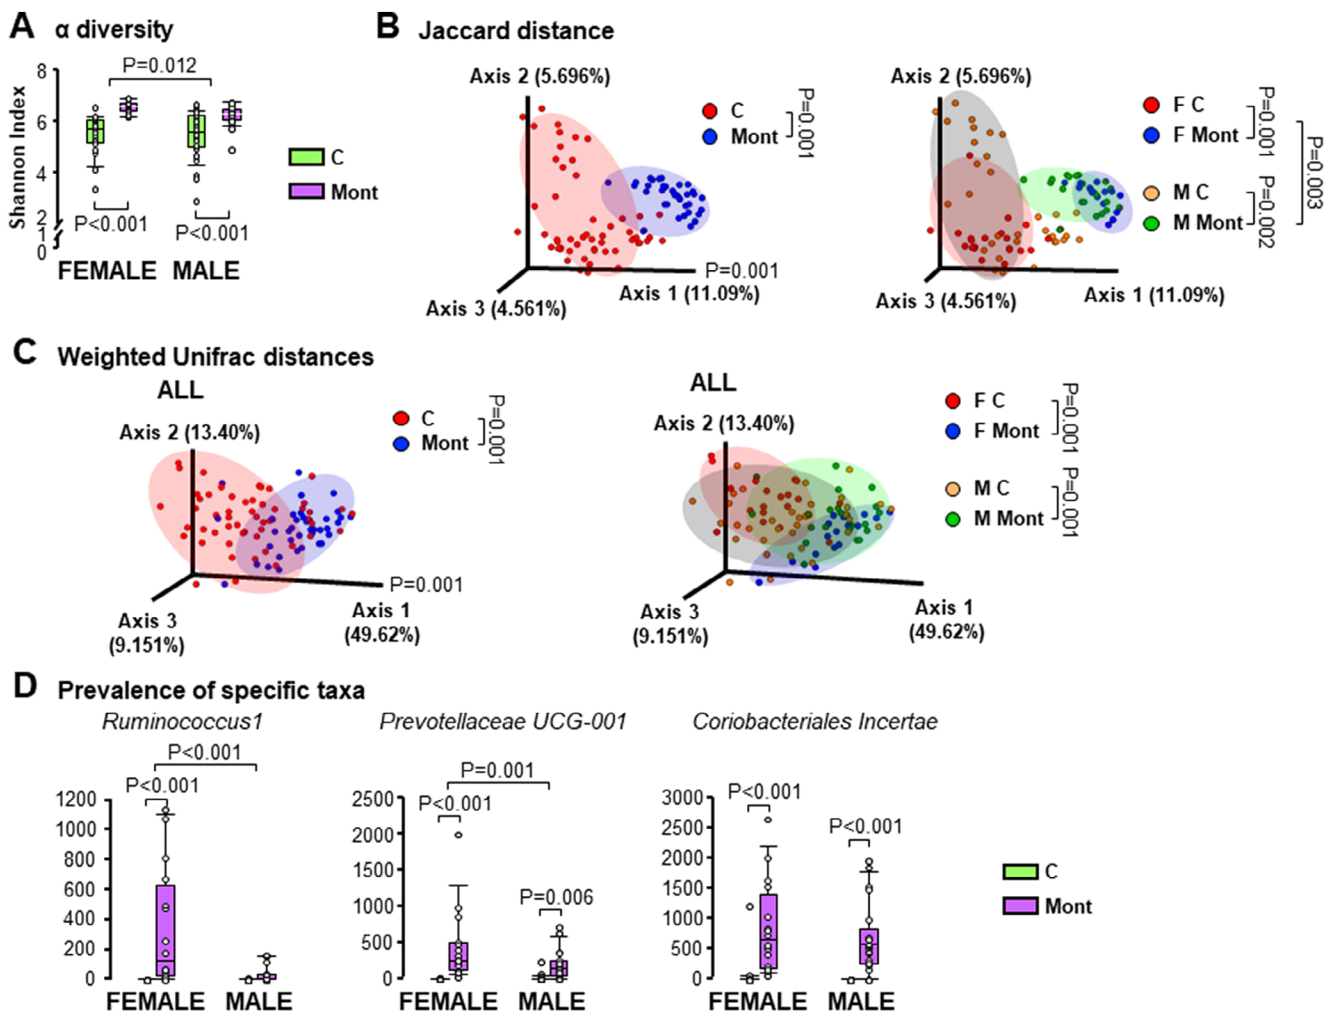 A α diversity
P=0.012
8
6
4
2
1
0
Shannon Index
P<0.001
P<0.001
FEMALE MALE
C
Mont
B Jaccard distance
Axis 2 (5.696%)
C
Mont
P=0.001
P=0.001
Axis 1 (11.09%)
Axis 3 (4.561%)
Axis 2 (5.696%)
F C
F Mont
P=0.001
M C
M Mont
P=0.002
P=0.003
Axis 1 (11.09%)
Axis 3 (4.561%)
C Weighted Unifrac distances
ALL
Axis 2 (13.40%)
C
Mont
P=0.001
P=0.001
Axis 3
(9.151%)
Axis 1
(49.62%)
ALL
Axis 2 (13.40%)
F C
F Mont
P=0.001
M C
M Mont
P=0.001
Axis 3
(9.151%)
Axis 1
(49.62%)
D Prevalence of specific taxa
Ruminococcus1
P<0.001
P<0.001
1200
1000
800
600
400
200
0
FEMALE MALE
Prevotellaceae UCG-001
P=0.001
P<0.001
P=0.006
2500
2000
1500
1000
500
0
FEMALE MALE
Coriobacteriales Incertae
P<0.001
P<0.001
3000
2500
2000
1500
1000
500
0
FEMALE MALE
C
Mont